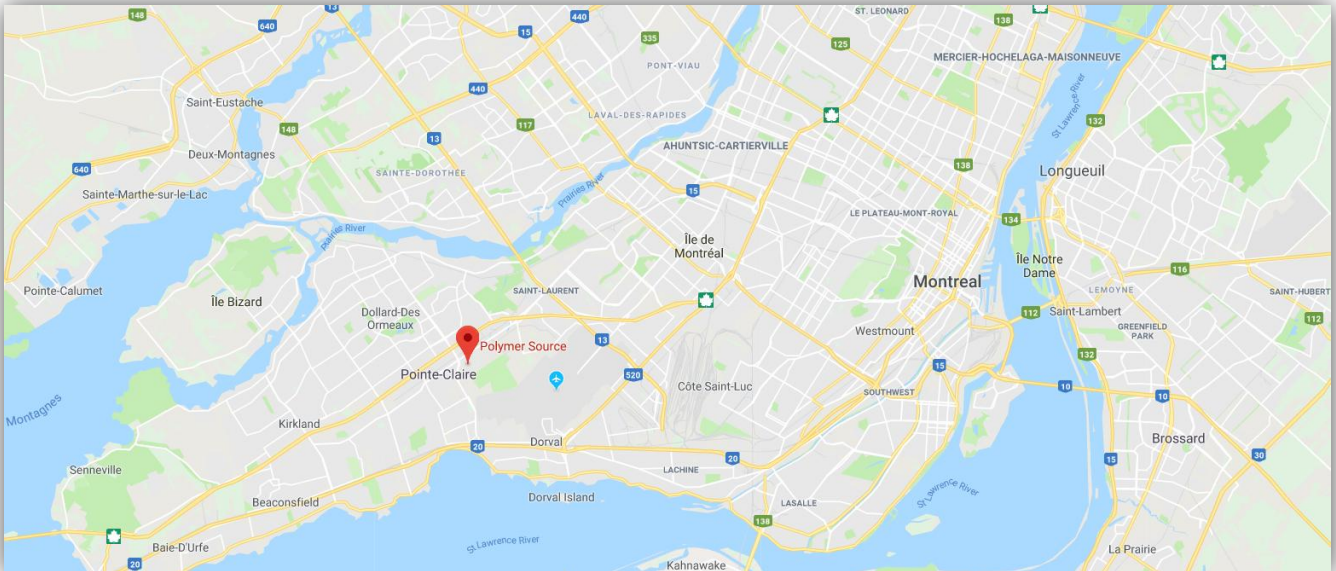 148
13
640
440
15
335
ST. LEONARD
138
125
PONT-VIAU
MERCIER-HOCHELAGA-MAISONNEUVE
440
Saint-Eustache
148
117
LAVAL-DES-RAPIDES
St Lawrence River
132
13
AHUNTSIC-CARTIERVILLE
Deux-Montagnes
640
SAINTE-DOROTHÉE
138
Longueuil
Sainte-Marthe-sur-le-Lac
Prairies River
15
LE PLATEAU-MONT-ROYAL
134
Prairies River
Île de
Montréal
Île Notre
Dame
116
Pointe-Calumet
Île Bizard
SAINT-LAURENT
Montreal
LEMOYNE
SAINT-HUBERT
Dollard-Des
Ormeaux
112
Saint-Lambert
112
Westmount
GREENFIELD
PARK
Polymer Source
13
132
Pointe-Claire
520
Côte Saint-Luc
15
10
SOUTHWEST
10
Montagnes
Kirkland
Dorval
20
20
Brossard
30
Senneville
LACHINE
15
Beaconsfield
Dorval Island
LASALLE
St Lawrence River
138
St Lawrence River
Baie-D'Urfe
La Prairie
20
Kahnawake